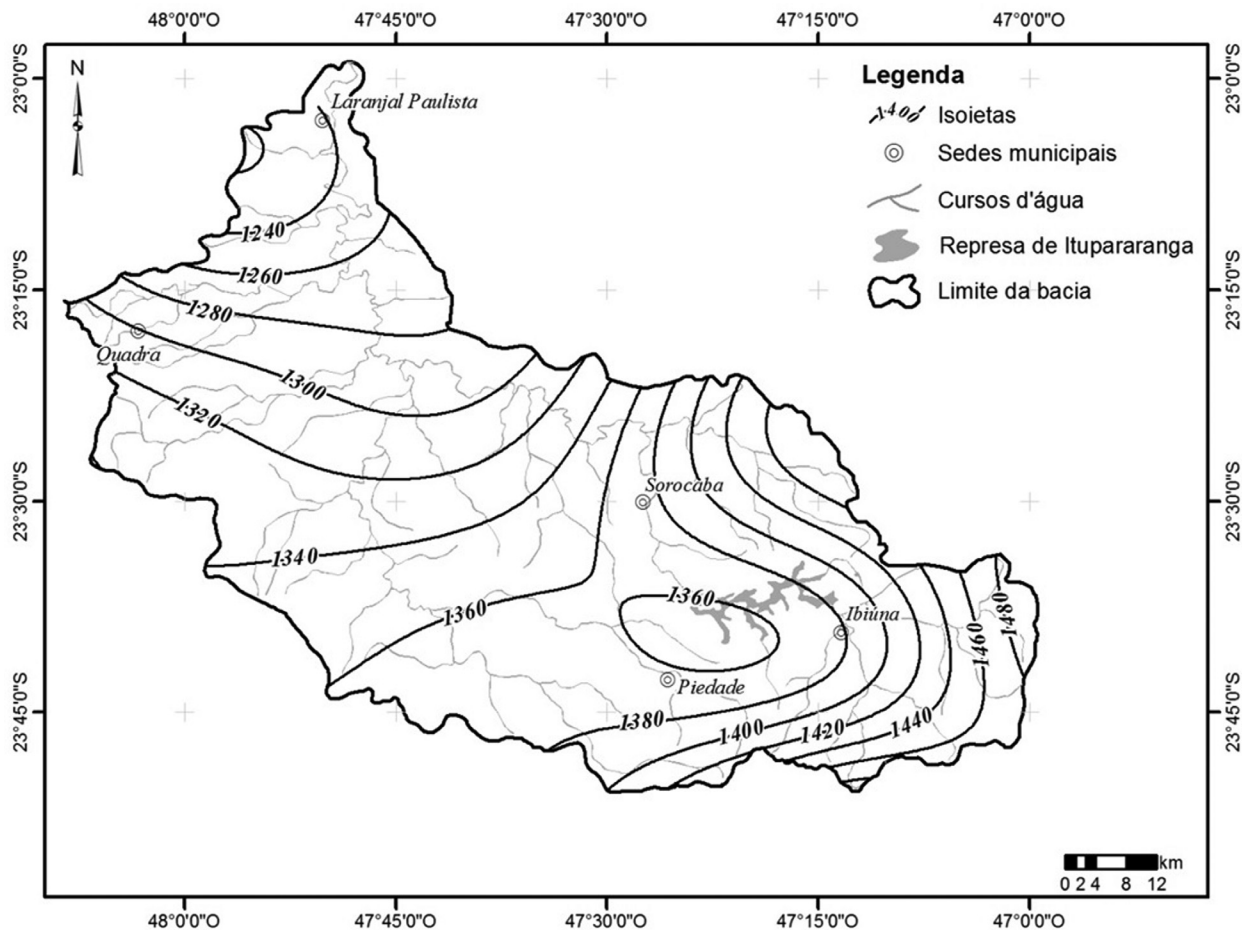 48°0'0"O 47°45'0"O 47°30'0"O 47°15'0"O 47°0'0"O
23°0'0"S
23°0'0"S
N
Legenda
1400
Isoietas
Sedes municipais
Cursos d'água
Represa de Itupararanga
Limite da bacia
Laranjal Paulista
1240
1260
23°15'0"S
23°15'0"S
1280
Quadra
1300
1320
Sorocaba
23°30'0"S
23°30'0"S
1340
1360
1360
Ibiúna
1480
1460
Piedade
23°45'0"S
23°45'0"S
1380
1400
1420
1440
km
0 2 4 8 12
48°0'0"O 47°45'0"O 47°30'0"O 47°15'0"O 47°0'0"O